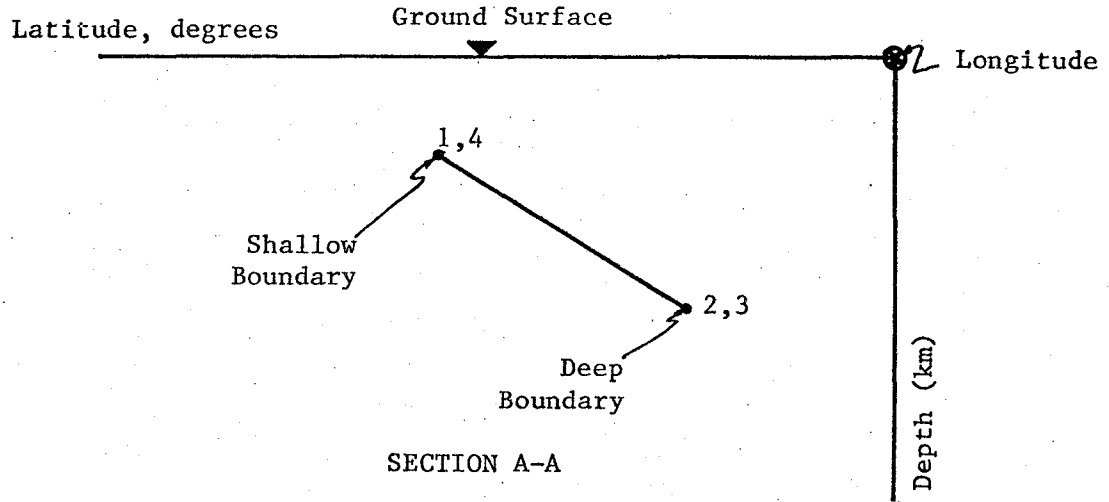 Ground Surface
Latitude, degrees
Longitude
1,4
Shallow
Boundary
2,3
Deep
Boundary
Depth (km)
SECTION A-A